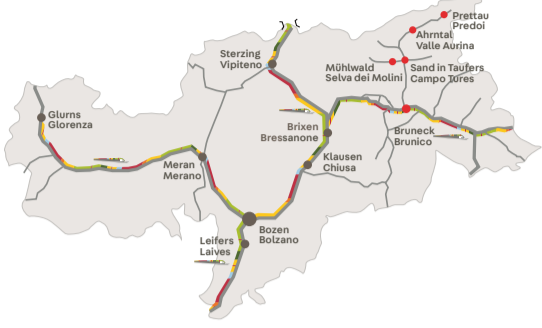 Prettau
Predoi
Ahrntal
Valle Aurina
Sterzing
Vipiteno
Mühlwald
Selva dei Molini
Sand in Taufers
Campo Tures
Glurns
Glorenza
Brixen
Bressanone
Bruneck
Brunico
Meran
Merano
Klausen
Chiusa
Bozen
Bolzano
Leifers
Laives